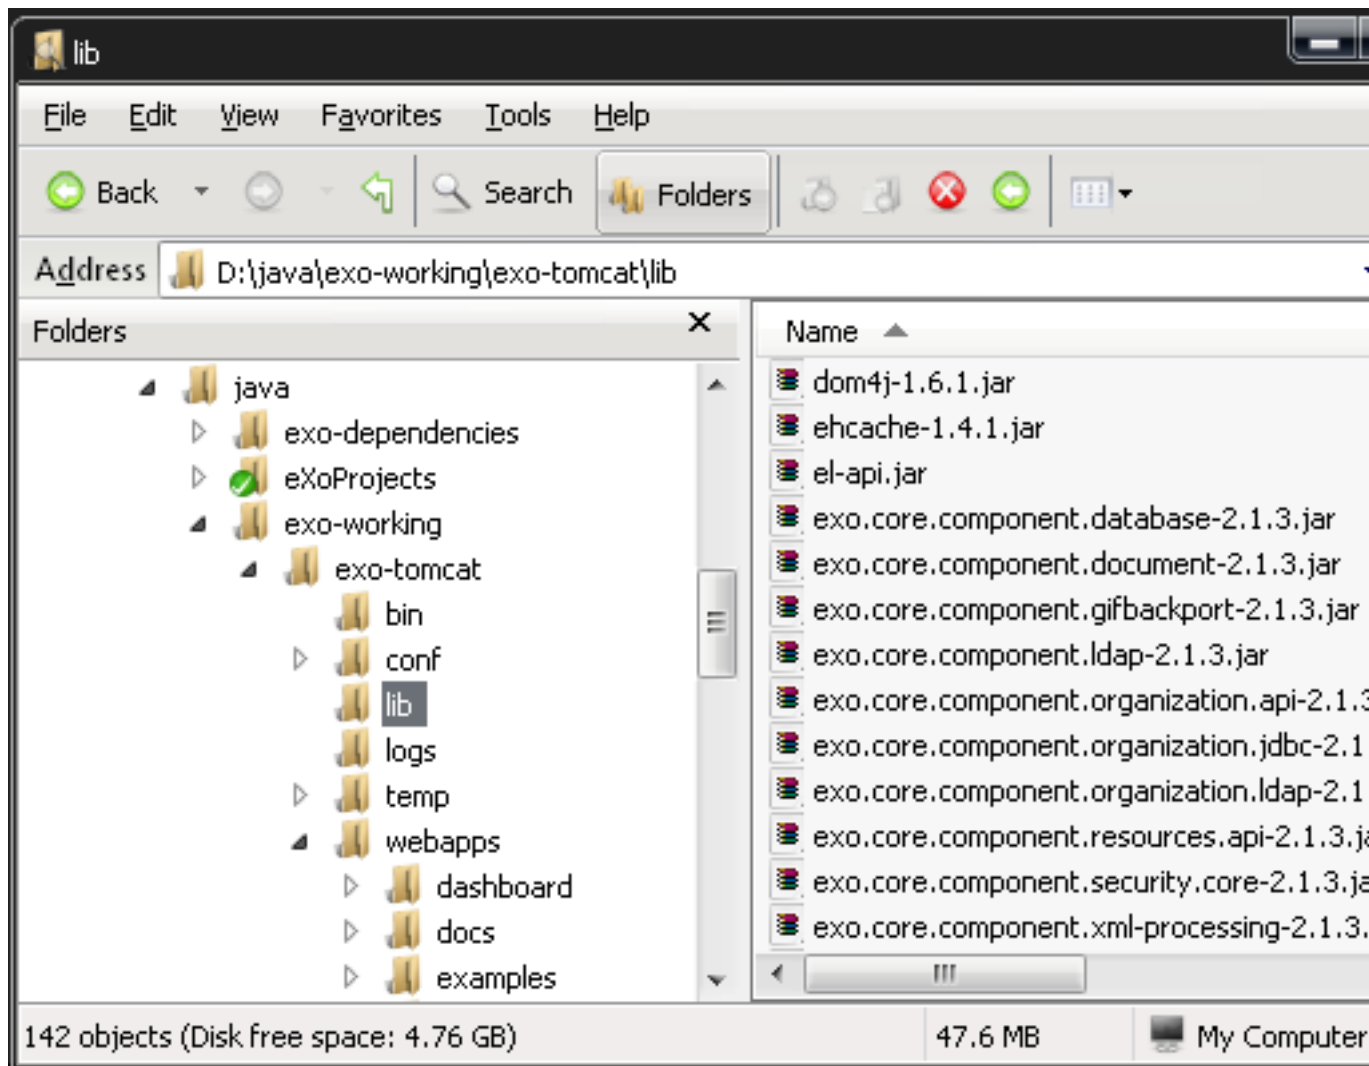 lib
File Edit View Favorites Tools Help
Back Search Folders
Address D:\java\exo-working\exo-tomcat\lib
Folders
java
exo-dependencies
eXoProjects
exo-working
exo-tomcat
bin
conf
lib
logs
temp
webapps
dashboard
docs
examples
Name
dom4j-1.6.1.jar
ehcache-1.4.1.jar
el-api.jar
exo.core.component.database-2.1.3.jar
exo.core.component.document-2.1.3.jar
exo.core.component.gifbackport-2.1.3.jar
exo.core.component.ldap-2.1.3.jar
exo.core.component.organization.api-2.1.3
exo.core.component.organization.jdbc-2.1
exo.core.component.organization.ldap-2.1
exo.core.component.resources.api-2.1.3.ja
exo.core.component.security.core-2.1.3.ja
exo.core.component.xml-processing-2.1.3.
142 objects (Disk free space: 4.76 GB) 47.6 MB My Computer